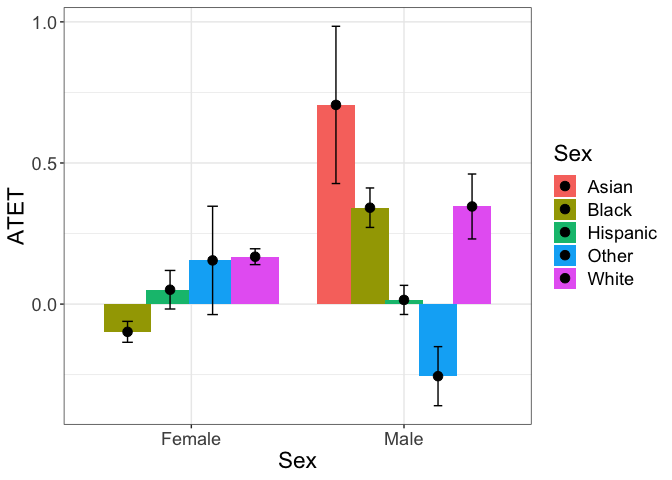 1.0
0.5
0.0
ATET
Female
Male
Sex
Sex
Asian
Black
Hispanic
Other
White